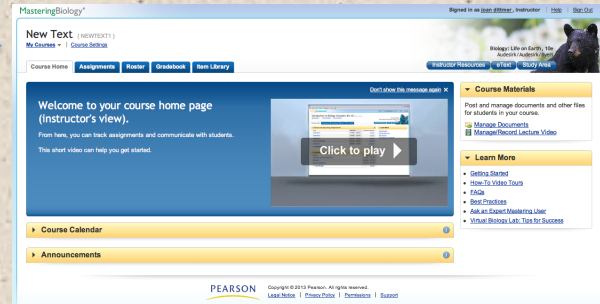 MasteringBiology®
Signed in as joan dittmer, Instructor | Help | Sign Out
New Text ( NEWTEXT1 )
My Courses | Course Settings
Biology: Life on Earth, 10e
Audesirk/Audesirk/Byers
Course Home Assignments Roster Gradebook Item Library
Instructor Resources eText Study Area
Don't show this message again
Welcome to your course home page
(instructor's view).
From here, you can track assignments and communicate with students.
This short video can help you get started.
Click to play
Course Materials
Post and manage documents and other files
for students in your course.
Manage Documents
Manage/Record Lecture Video
Learn More
Getting Started
How-To Video Tours
FAQs
Best Practices
Ask an Expert Mastering User
Virtual Biology Lab: Tips for Success
Course Calendar
Announcements
PEARSON
Copyright © 2013 Pearson. All rights reserved.
Legal Notice | Privacy Policy | Permissions | Support